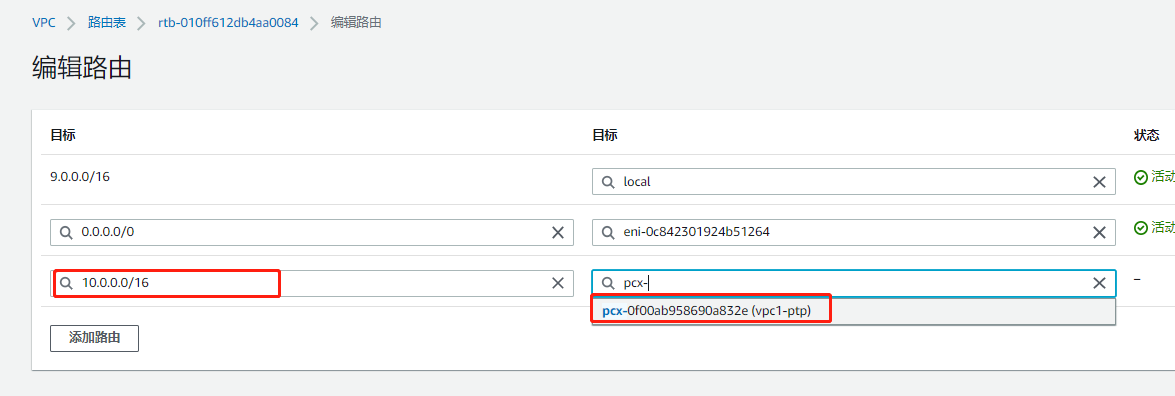 VPC > 路由表 > rtb-010ff612db4aa0084 > 编辑路由
编辑路由
目标 目标 状态
9.0.0.0/16 local 活动
0.0.0.0/0 eni-0c842301924b51264 活动
10.0.0.0/16 pcx- –
pcx-0f00ab958690a832e (vpc1-ptp)
添加路由